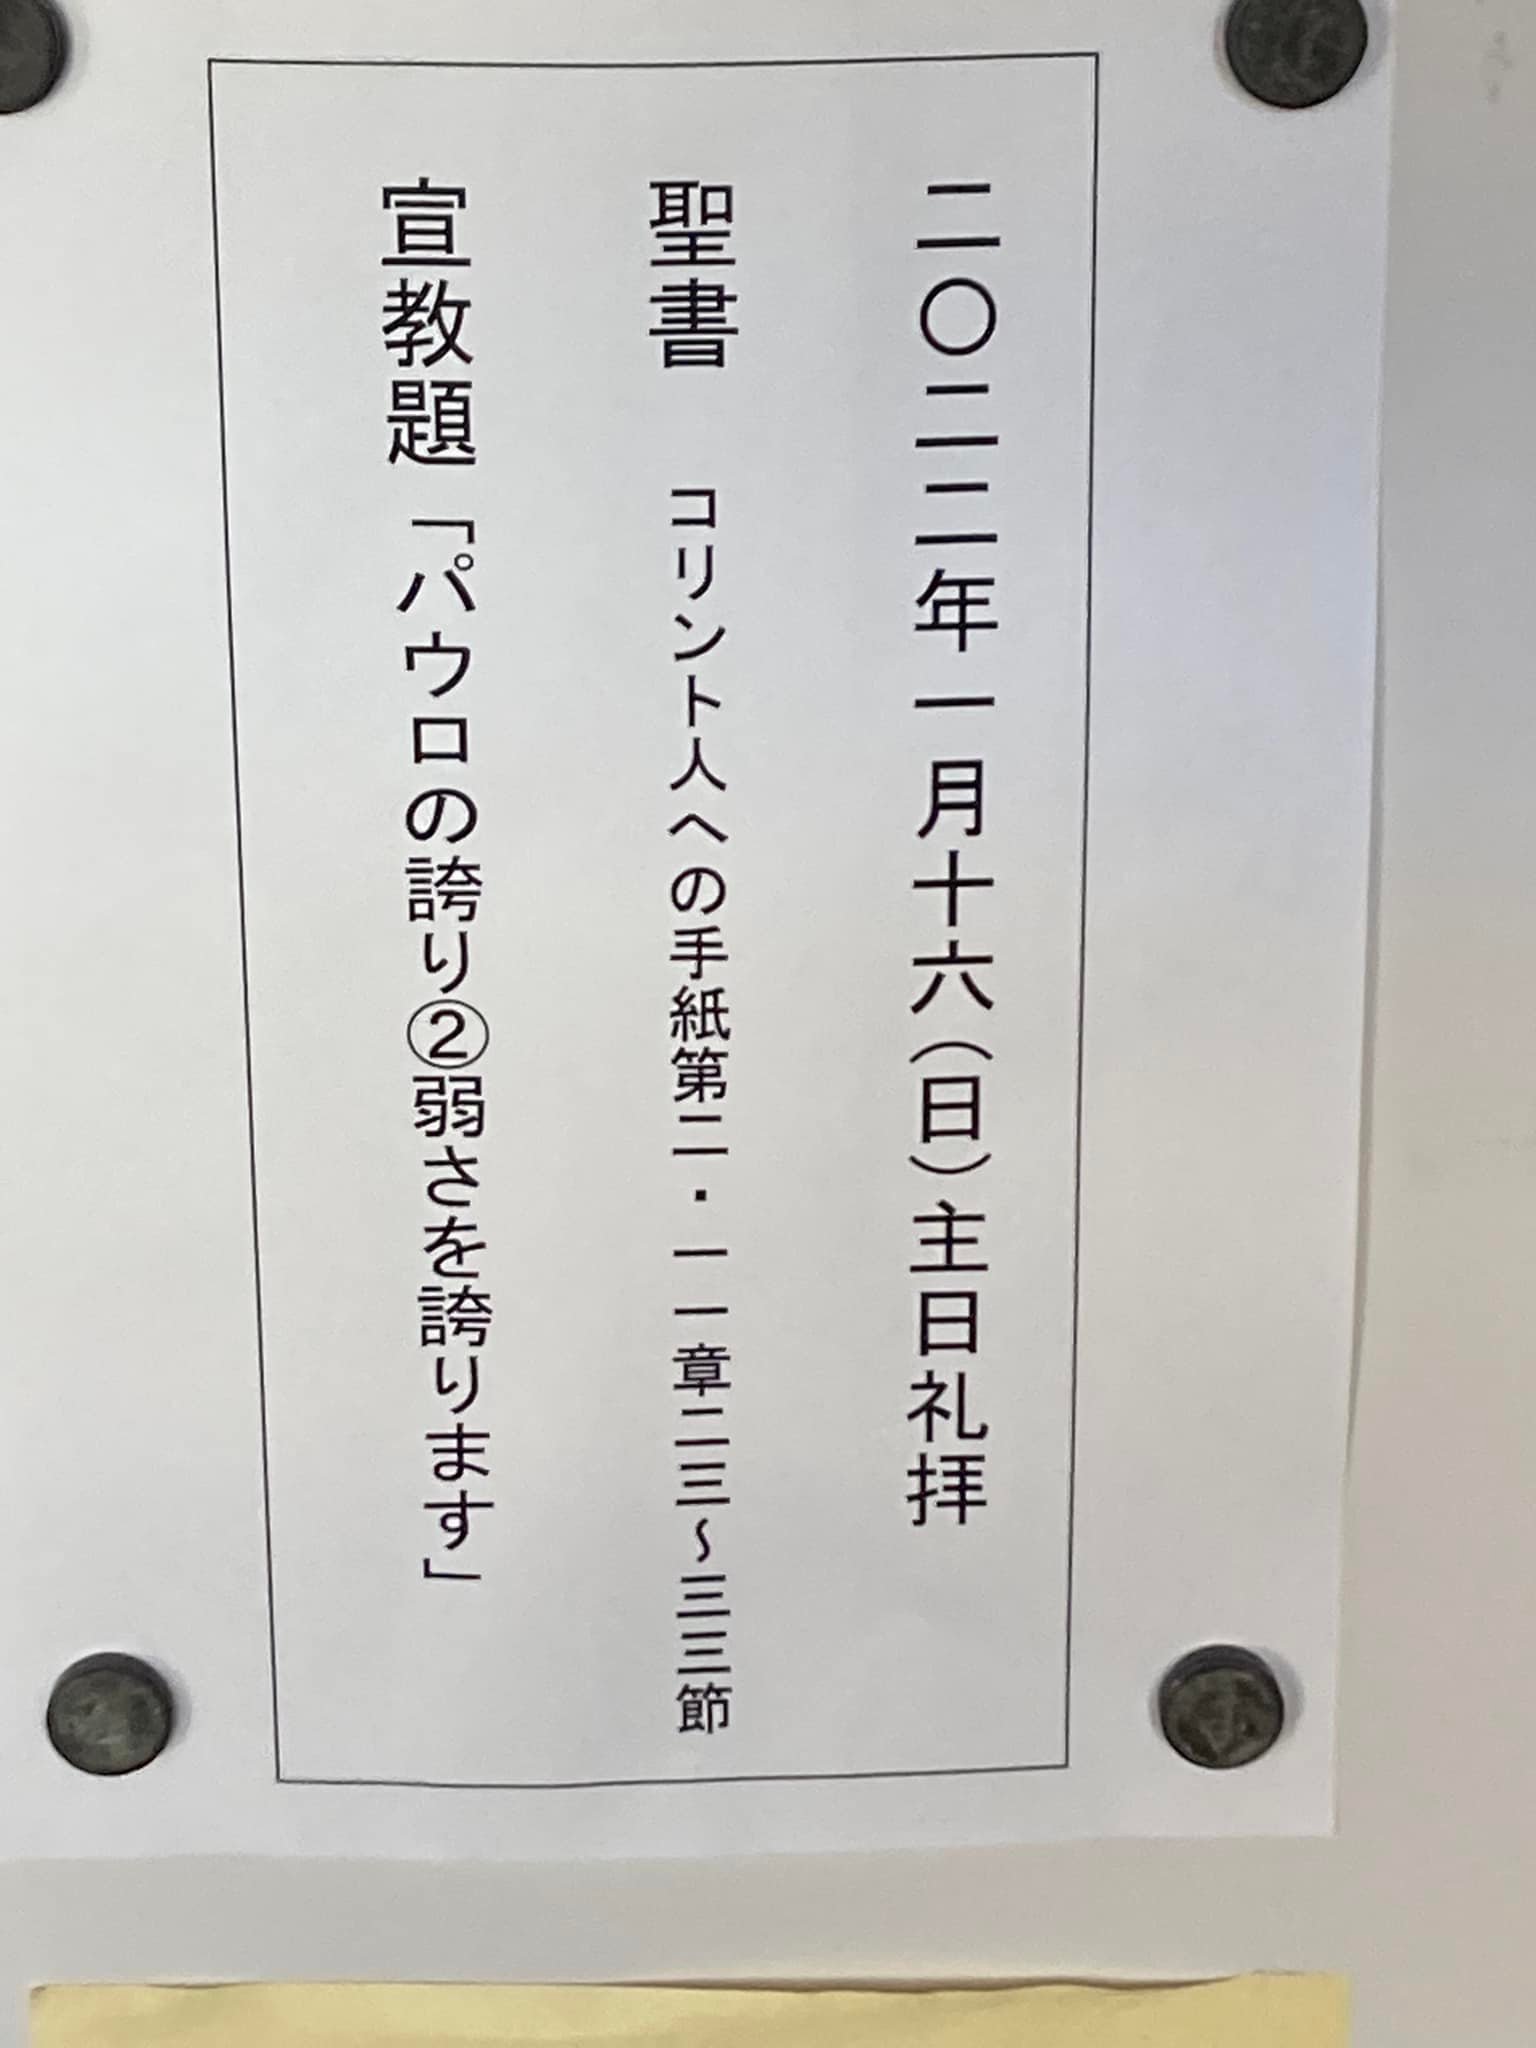 二〇二二年一月十六(日)主日礼拝
聖書　コリント人への手紙第二・一一章二三~三三節
宣教題「パウロの誇り②弱さを誇ります」